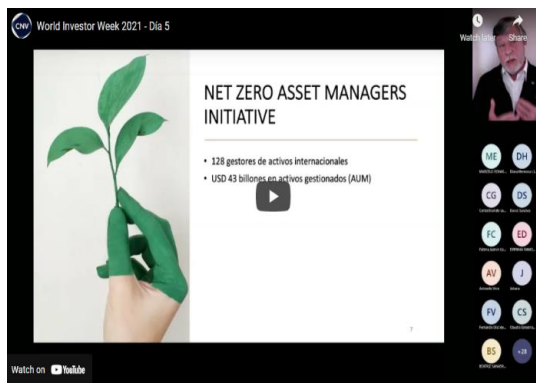 CNV
World Investor Week 2021 - Día 5
Watch later
Share
NET ZERO ASSET MANAGERS
INITIATIVE
• 128 gestores de activos internacionales
• USD 43 billones en activos gestionados (AUM)
7
ME
DH
CG
DS
FC
ED
AV
J
FV
CS
BS
+28
Watch on YouTube